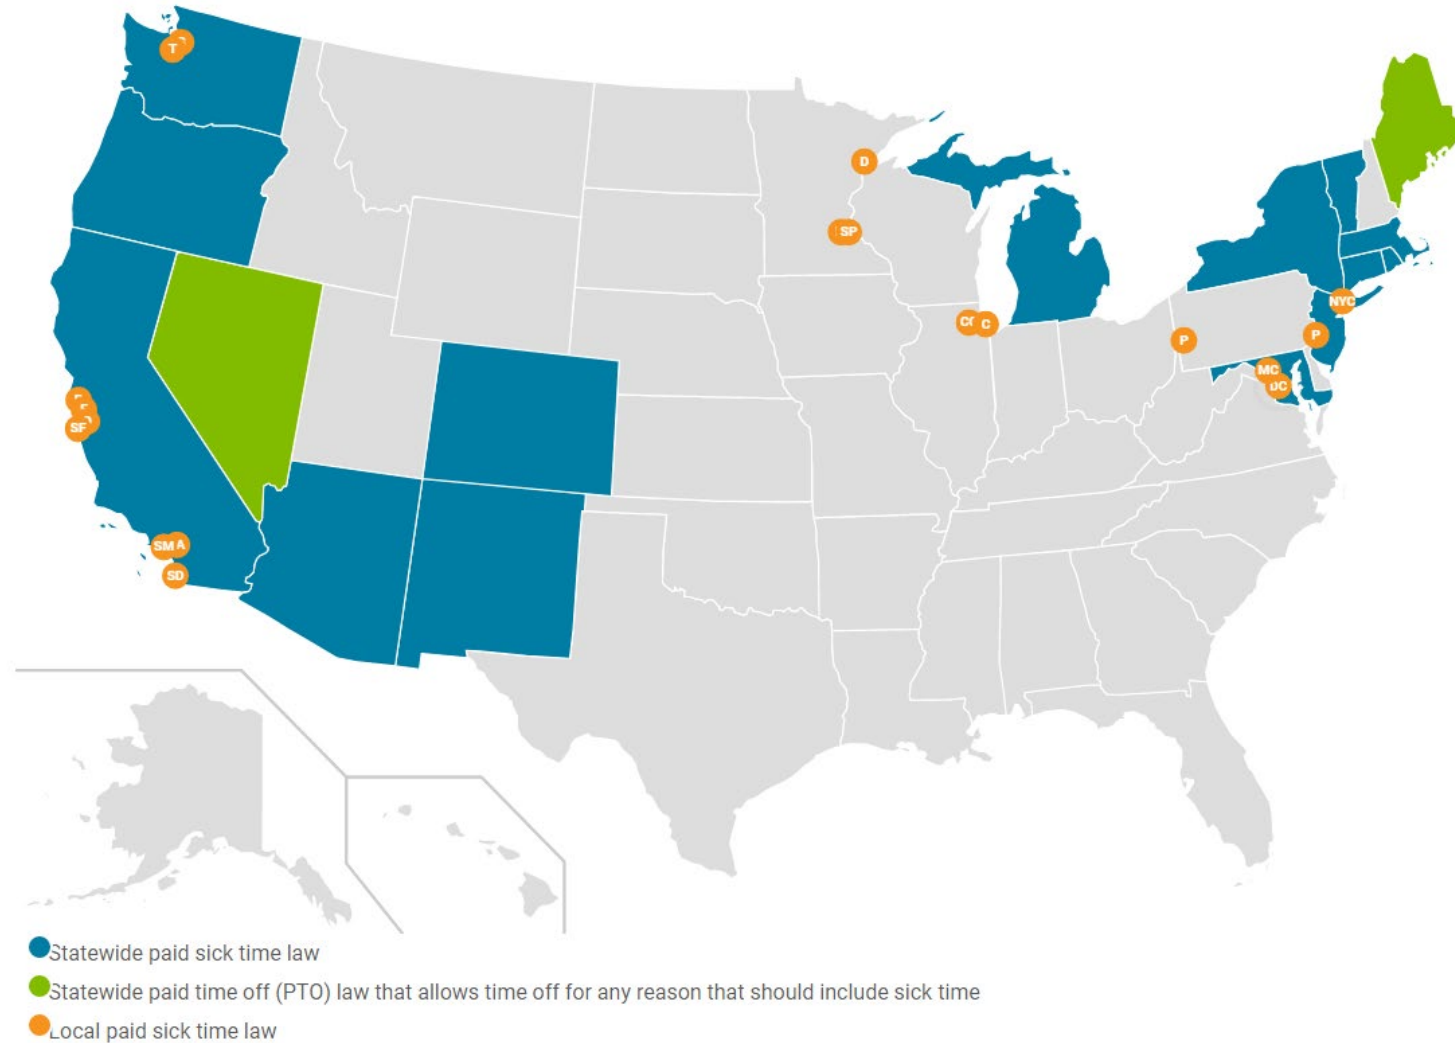 T
D
SP
NYC
C
P
P
MC
DC
SF
SM A
SD
Statewide paid sick time law
Statewide paid time off (PTO) law that allows time off for any reason that should include sick time
Local paid sick time law